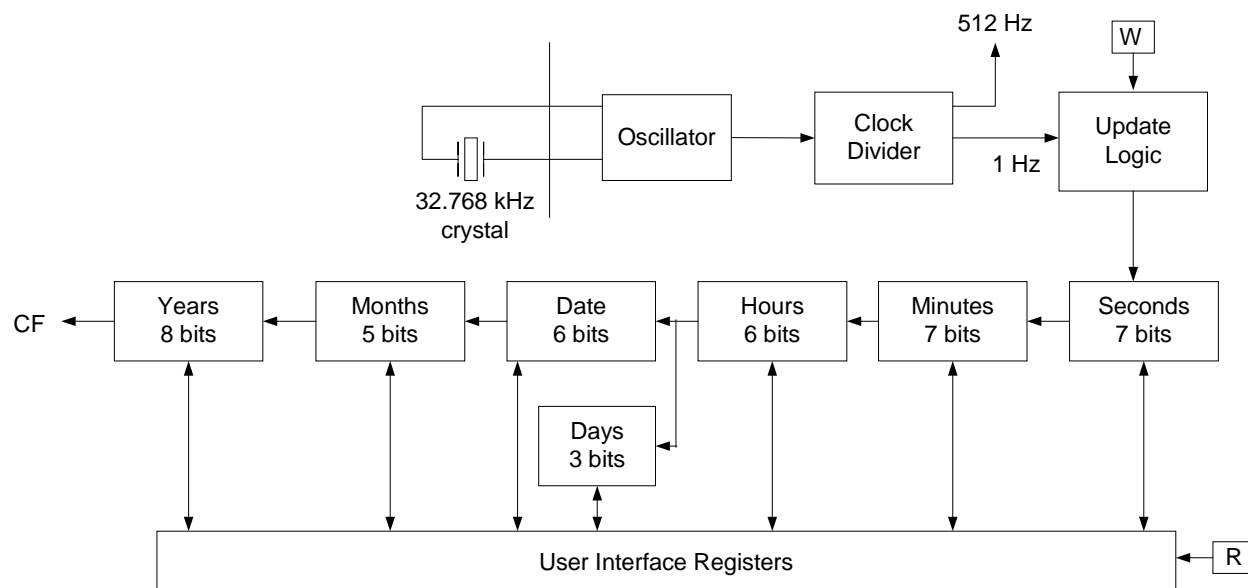 512 Hz
W
Oscillator
Clock
Divider
Update
Logic
1 Hz
32.768 kHz
crystal
CF
Years
8 bits
Months
5 bits
Date
6 bits
Hours
6 bits
Minutes
7 bits
Seconds
7 bits
Days
3 bits
User Interface Registers
R